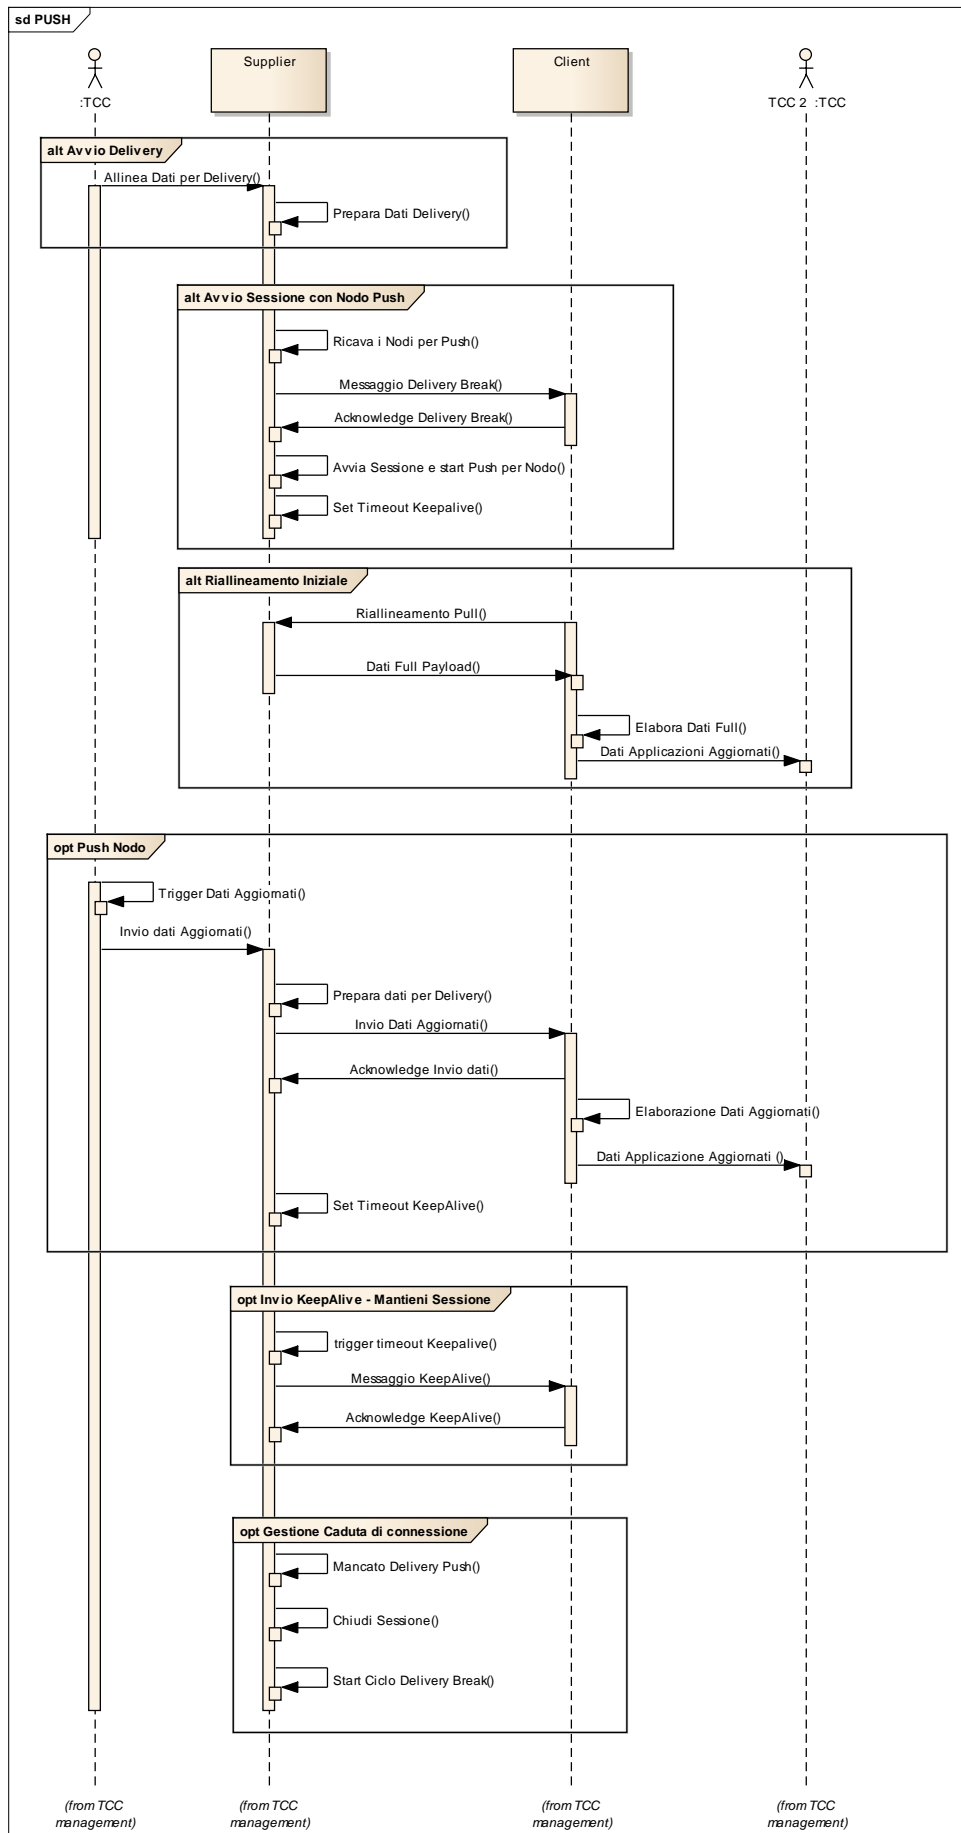 sd PUSH
:TCC
Supplier
Client
TCC 2 :TCC
alt Avvio Delivery
Allinea Dati per Delivery()
Prepara Dati Delivery()
alt Avvio Sessione con Nodo Push
Ricava i Nodi per Push()
Messaggio Delivery Break()
Acknowledge Delivery Break()
Avvia Sessione e start Push per Nodo()
Set Timeout Keepalive()
alt Riallineamento Iniziale
Riallineamento Pull()
Dati Full Payload()
Elabora Dati Full()
Dati Applicazioni Aggiornati()
opt Push Nodo
Trigger Dati Aggiornati()
Invio dati Aggiornati()
Prepara dati per Delivery()
Invio Dati Aggiornati()
Acknowledge Invio dati()
Elaborazione Dati Aggiornati()
Dati Applicazione Aggiornati ()
Set Timeout KeepAlive()
opt Invio KeepAlive - Mantieni Sessione
trigger timeout Keepalive()
Messaggio KeepAlive()
Acknowledge KeepAlive()
opt Gestione Caduta di connessione
Mancato Delivery Push()
Chiudi Sessione()
Start Ciclo Delivery Break()
(from TCC
management)
(from TCC
management)
(from TCC
management)
(from TCC
management)